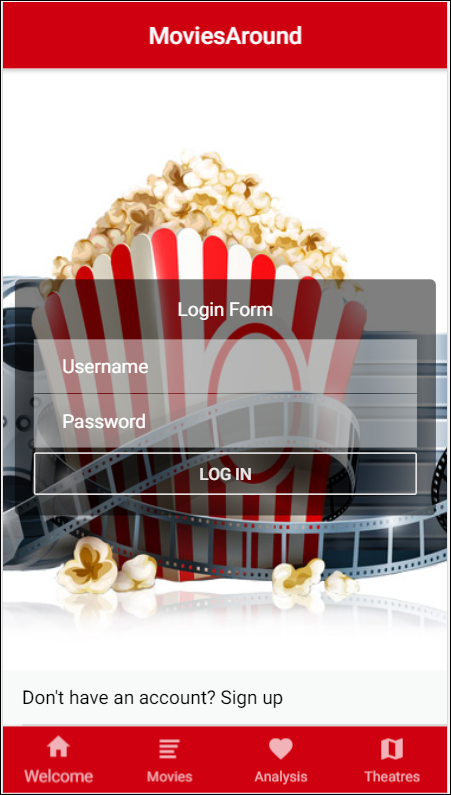 MoviesAround
Login Form
Username
Password
LOG IN
Don't have an account? Sign up
Welcome Movies Analysis Theatres